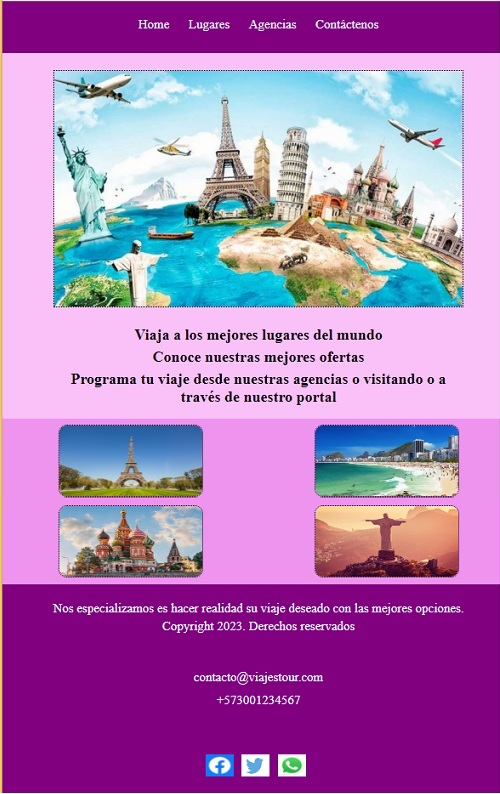 Home Lugares Agencias Contáctenos
Viaja a los mejores lugares del mundo
Conoce nuestras mejores ofertas
Programa tu viaje desde nuestras agencias o visitando o a
través de nuestro portal
Nos especializamos es hacer realidad su viaje deseado con las mejores opciones.
Copyright 2023. Derechos reservados
contacto@viajestour.com
+573001234567